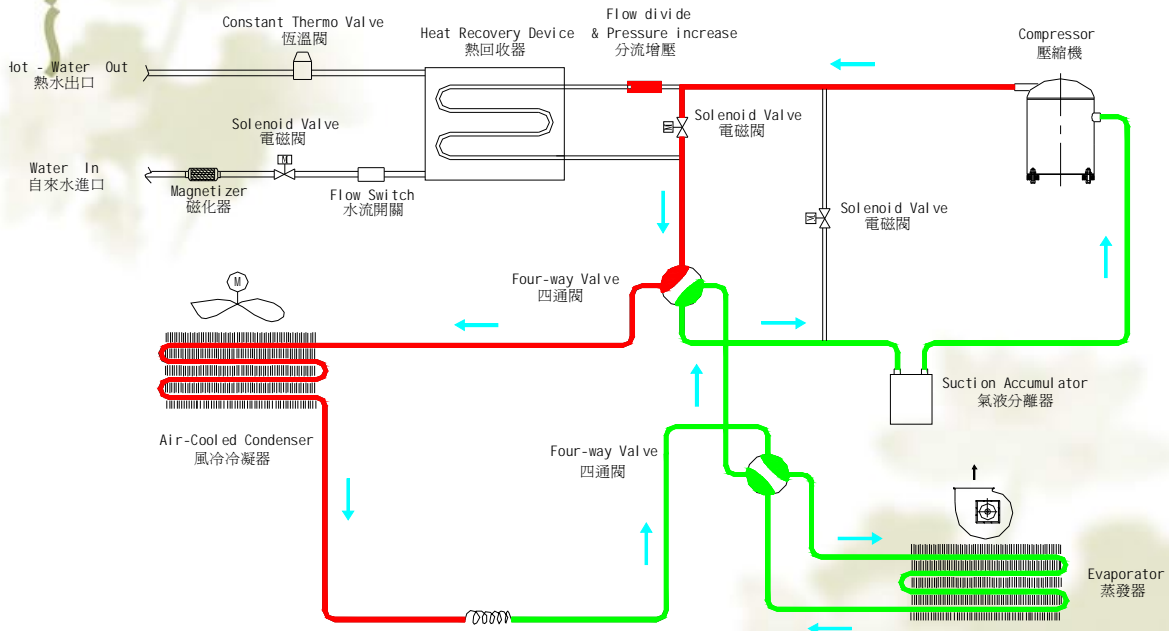 Constant Thermo Valve
恆溫閥
Heat Recovery Device
熱回收器
Flow divide
& Pressure increase
分流增壓
Compressor
壓縮機
Hot - Water Out
熱水出口
Solenoid Valve
電磁閥
M
Solenoid Valve
電磁閥
M
Water In
自來水進口
Magnetizer
磁化器
Flow Switch
水流開關
Solenoid Valve
電磁閥
M
Four-way Valve
四通閥
M
Suction Accumulator
氣液分離器
Air-Cooled Condenser
風冷冷凝器
Four-way Valve
四通閥
Evaporator
蒸發器